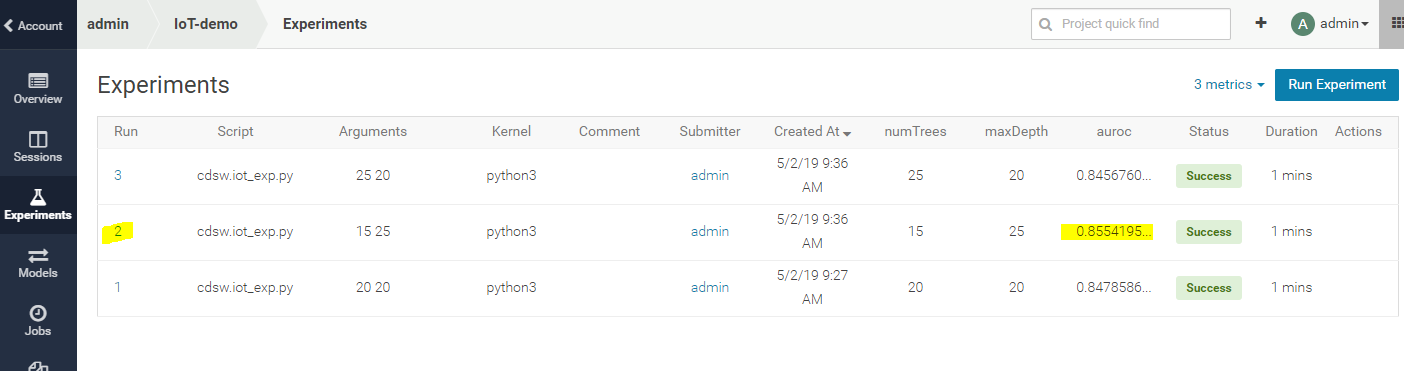 Account
admin
IoT-demo
Experiments
Project quick find
+
A
admin
Overview
Sessions
Experiments
Models
Jobs
Experiments
3 metrics
Run Experiment
Run Script Arguments Kernel Comment Submitter Created At numTrees maxDepth auroc Status Duration Actions
3 cdsw.iot_exp.py 25 20 python3 admin 5/2/19 9:36 25 20 0.8456760... Success 1 mins
AM
2 cdsw.iot_exp.py 15 25 python3 admin 5/2/19 9:36 15 25 0.8554195... Success 1 mins
AM
1 cdsw.iot_exp.py 20 20 python3 admin 5/2/19 9:27 20 20 0.8478586... Success 1 mins
AM